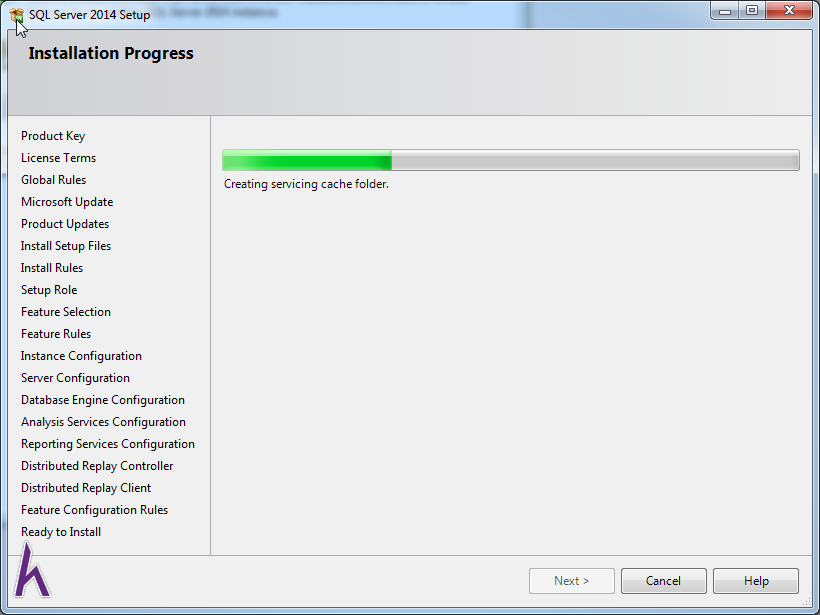 SQL Server 2014 Setup
Installation Progress
Product Key
License Terms
Global Rules
Microsoft Update
Product Updates
Install Setup Files
Install Rules
Setup Role
Feature Selection
Feature Rules
Instance Configuration
Server Configuration
Database Engine Configuration
Analysis Services Configuration
Reporting Services Configuration
Distributed Replay Controller
Distributed Replay Client
Feature Configuration Rules
Ready to Install
Creating servicing cache folder.
Next >
Cancel
Help